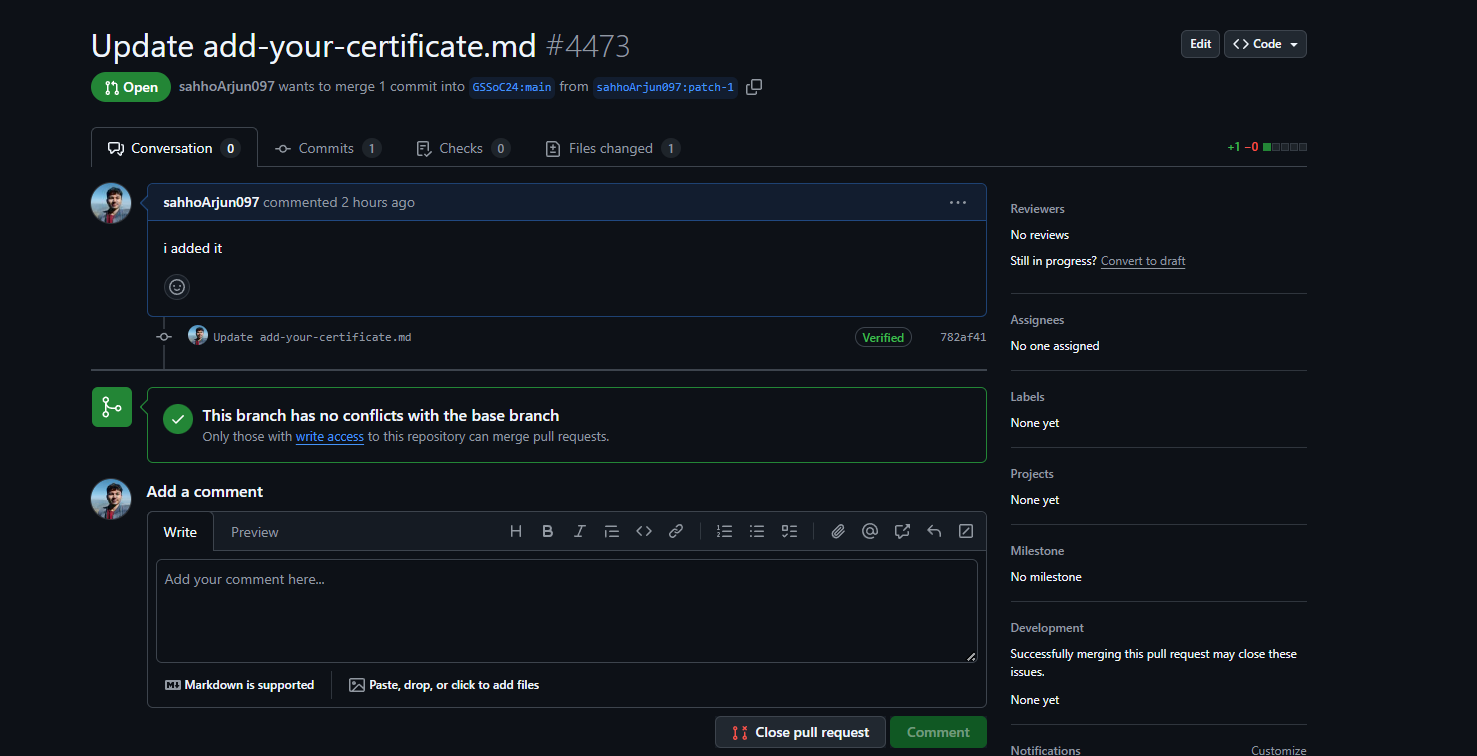 Update add-your-certificate.md #4473
Edit
Code
Open
sahhoArjun097 wants to merge 1 commit into GSSoC24:main from sahhoArjun097:patch-1
Conversation 0
Commits 1
Checks 0
Files changed 1
+1 −0
sahhoArjun097 commented 2 hours ago
i added it
Update add-your-certificate.md
Verified
782af41
This branch has no conflicts with the base branch
Only those with write access to this repository can merge pull requests.
Add a comment
Write
Preview
Add your comment here...
Markdown is supported
Paste, drop, or click to add files
Close pull request
Comment
Reviewers
No reviews
Still in progress? Convert to draft
Assignees
No one assigned
Labels
None yet
Projects
None yet
Milestone
No milestone
Development
Successfully merging this pull request may close these
issues.
None yet
Notifications
Customize